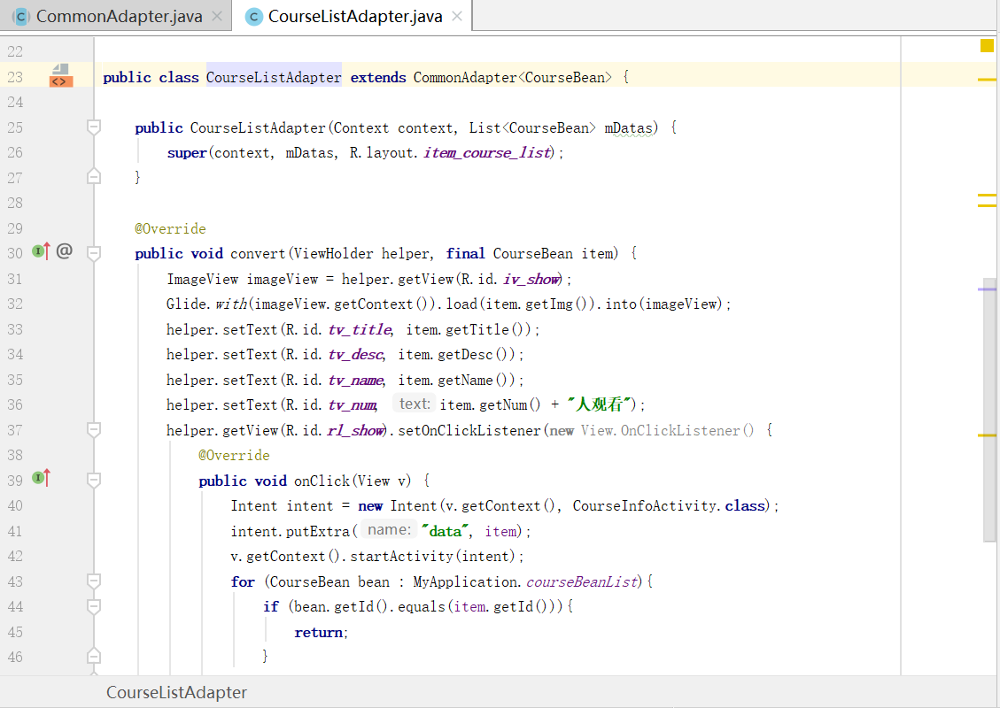 CommonAdapter.java CourseListAdapter.java
22
23 public class CourseListAdapter extends CommonAdapter<CourseBean> {
24
25 public CourseListAdapter(Context context, List<CourseBean> mDatas) {
26 super(context, mDatas, R.layout.item_course_list);
27 }
28
29 @Override
30 public void convert(ViewHolder helper, final CourseBean item) {
31 ImageView imageView = helper.getView(R.id.iv_show);
32 Glide.with(imageView.getContext()).load(item.getImg()).into(imageView);
33 helper.setText(R.id.tv_title, item.getTitle());
34 helper.setText(R.id.tv_desc, item.getDesc());
35 helper.setText(R.id.tv_name, item.getName());
36 helper.setText(R.id.tv_num, text: item.getNum() + "人观看");
37 helper.getView(R.id.rl_show).setOnClickListener(new View.OnClickListener() {
38 @Override
39 public void onClick(View v) {
40 Intent intent = new Intent(v.getContext(), CourseInfoActivity.class);
41 intent.putExtra( name: "data", item);
42 v.getContext().startActivity(intent);
43 for (CourseBean bean : MyApplication.courseBeanList){
44 if (bean.getId().equals(item.getId())){
45 return;
46 }
CourseListAdapter